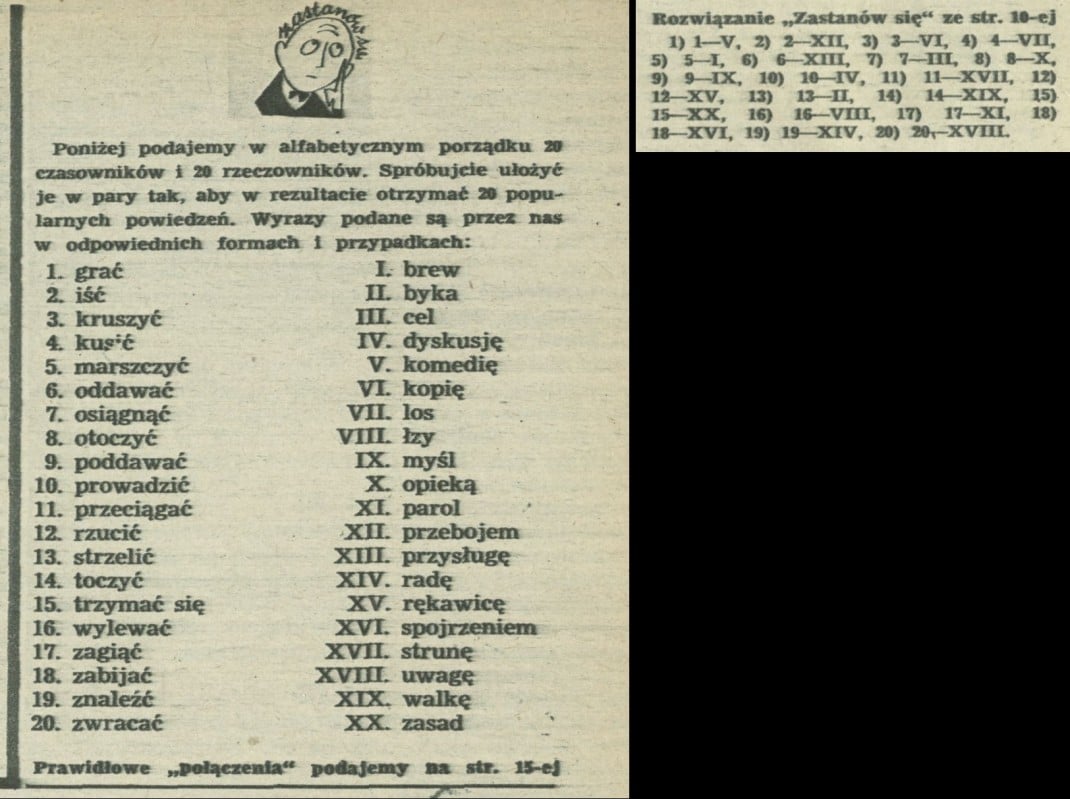 zastanów się
Poniżej podajemy w alfabetycznym porządku 20
czasowników i 20 rzeczowników. Spróbujcie ułożyć
je w pary tak, aby w rezultacie otrzymać 20 popu-
larnych powiedzeń. Wyrazy podane są przez nas
w odpowiednich formach i przypadkach:
1. grać I. brew
2. iść II. byka
3. kruszyć III. cel
4. kusić IV. dyskusję
5. marszczyć V. komedię
6. oddawać VI. kopię
7. osiągnąć VII. los
8. otoczyć VIII. łzy
9. poddawać IX. myśl
10. prowadzić X. opieką
11. przeciągać XI. parol
12. rzucić XII. przebojem
13. strzelić XIII. przysługę
14. toczyć XIV. radę
15. trzymać się XV. rękawicę
16. wylewać XVI. spojrzeniem
17. zagiąć XVII. strunę
18. zabijać XVIII. uwagę
19. znaleźć XIX. walkę
20. zwracać XX. zasad
Prawidłowe „połączenia“ podajemy na str. 15-ej
Rozwiązanie „Zastanów się“ ze str. 10-ej
1) 1—V, 2) 2—XII, 3) 3—VI, 4) 4—VII,
5) 5—I, 6) 6—XIII, 7) 7—III, 8) 8—X,
9) 9—IX, 10) 10—IV, 11) 11—XVII, 12)
12—XV, 13) 13—II, 14) 14—XIX, 15)
15—XX, 16) 16—VIII, 17) 17—XI, 18)
18—XVI, 19) 19—XIV, 20) 20—XVIII.